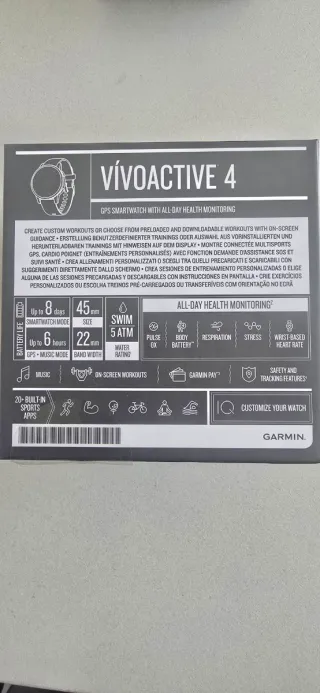 VÍVOACTIVE 4
GPS SMARTWATCH WITH ALL-DAY HEALTH MONITORING
CREATE CUSTOM WORKOUTS OR CHOOSE FROM PRELOADED AND DOWNLOADABLE WORKOUTS WITH ON-SCREEN
GUIDANCE • ERSTELLUNG BENUTZERDEFINIERTER TRAININGS ODER AUSWAHL AUS VORINSTALLIERTEN UND
HERUNTERLADBAREN TRAININGS MIT HINWEISEN AUF DEM DISPLAY • MONTRE CONNECTÉE MULTISPORTS
GPS, CARDIO POIGNET (ENTRAÎNEMENTS PERSONNALISÉS) AVEC FONCTION DEMANDE D'ASSISTANCE SOS ET
SUIVI SANTÉ • CREA ALLENAMENTI PERSONALIZZATI O SCEGLI TRA QUELLI PRECARICATI E SCARICABILI CON
SUGGERIMENTI DIRETTAMENTE DALLO SCHERMO • CREA SESIONES DE ENTRENAMIENTO PERSONALIZADAS O ELIGE
ALGUNA DE LAS SESIONES PRECARGADAS Y DESCARGABLES CON INSTRUCCIONES EN PANTALLA • CRIE EXERCÍCIOS
PERSONALIZADOS OU ESCOLHA TREINOS PRÉ-CARREGADOS OU TRANSFERÍVEIS COM ORIENTAÇÃO NO ECRÃ
BATTERY LIFE
Up to 8 days
SMARTWATCH MODE
Up to 6 hours
GPS + MUSIC MODE
45 mm
SIZE
22 mm
BAND WIDTH
SWIM
5 ATM
WATER
RATING
ALL-DAY HEALTH MONITORING
PULSE
OX
BODY
BATTERY™
RESPIRATION
STRESS
WRIST-BASED
HEART RATE
MUSIC
ON-SCREEN WORKOUTS
GARMIN PAY™
SAFETY AND
TRACKING FEATURES
20+ BUILT-IN
SPORTS
APPS
IQ
CUSTOMIZE YOUR WATCH
GARMIN